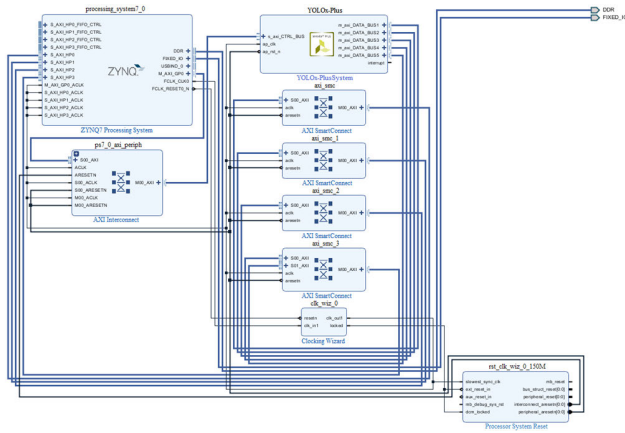 processing_system7_0
S_AXI_HP0_FIFO_CTRL
S_AXI_HP1_FIFO_CTRL
S_AXI_HP2_FIFO_CTRL
S_AXI_HP3_FIFO_CTRL
S_AXI_HP0
S_AXI_HP1
S_AXI_HP2
S_AXI_HP3
M_AXI_GP0_ACLK
S_AXI_HP0_ACLK
S_AXI_HP1_ACLK
S_AXI_HP2_ACLK
S_AXI_HP3_ACLK
ZYNQ
DDR
FIXED_IO
USBIND_0
M_AXI_GP0
FCLK_CLK0
FCLK_RESET0_N
ZYNQ7 Processing System
YOLOx-Plus
s_axi_CTRL_BUS
ap_clk
ap_rst_n
m_axi_DATA_BUS1
m_axi_DATA_BUS2
m_axi_DATA_BUS3
m_axi_DATA_BUS4
m_axi_DATA_BUS5
interrupt
YOLOx-PlusSystem
DDR
ps7_0_axi_periph
S00_AXI
ACLK
ARESETN
S00_ACLK
S00_ARESETN
M00_ACLK
M00_ARESETN
M00_AXI
AXI Interconnect
axi_smc
S00_AXI
aclk
aresetn
M00_AXI
AXI SmartConnect
axi_smc_1
S00_AXI
aclk
aresetn
M00_AXI
AXI SmartConnect
axi_smc_2
S00_AXI
aclk
aresetn
M00_AXI
AXI SmartConnect
axi_smc_3
S00_AXI
S01_AXI
aclk
aresetn
M00_AXI
AXI SmartConnect
clk_wiz_0
resetn
clk_in1
clk_out1
locked
Clocking Wizard
rst_clk_wiz_0_150M
slowest_sync_clk
ext_reset_in
aux_reset_in
mb_debug_sys_rst
dcm_locked
mb_reset
bus_struct_reset[0:0]
peripheral_reset[0:0]
interconnect_aresetn[0:0]
peripheral_aresetn[0:0]
Processor System Reset